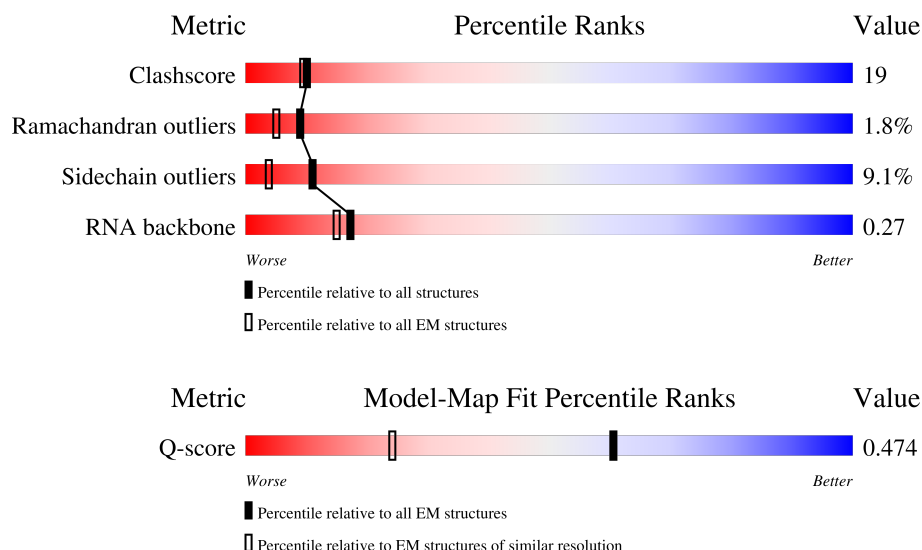 Metric Percentile Ranks Value
Clashscore 19
Ramachandran outliers 1.8%
Sidechain outliers 9.1%
RNA backbone 0.27
Worse Better
Percentile relative to all structures
Percentile relative to all EM structures
Metric Model-Map Fit Percentile Ranks Value
Q-score 0.474
Worse Better
Percentile relative to all EM structures
Percentile relative to EM structures of similar resolution